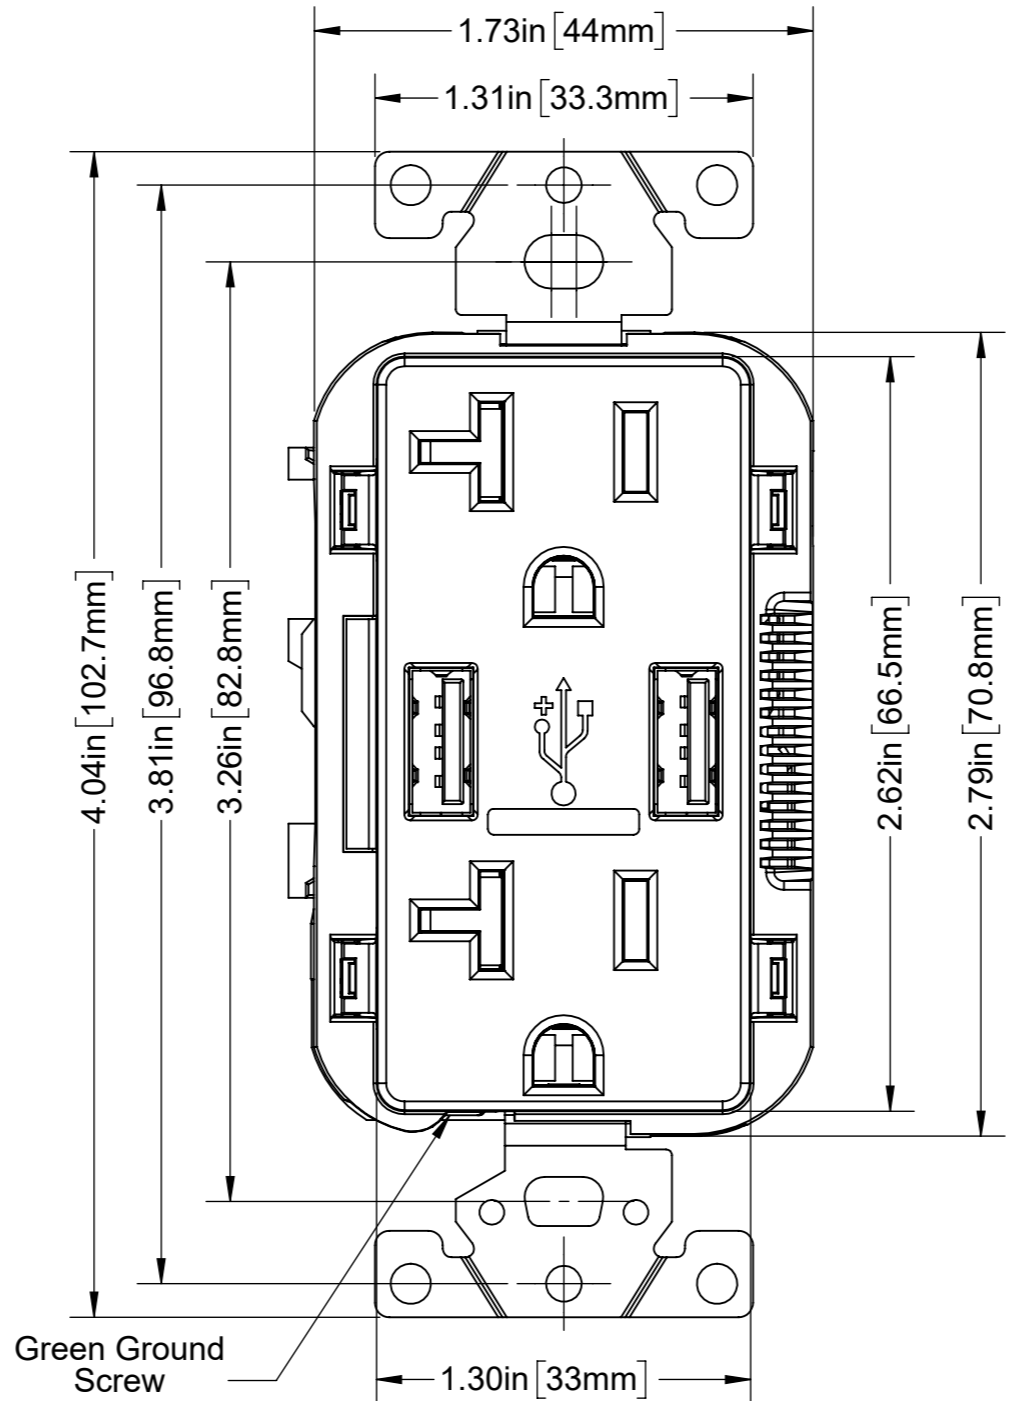 1.73in[44mm]
1.31in[33.3mm]
4.04in[102.7mm]
3.81in[96.8mm]
3.26in[82.8mm]
2.62in[66.5mm]
2.79in[70.8mm]
Green Ground
Screw
1.30in[33mm]